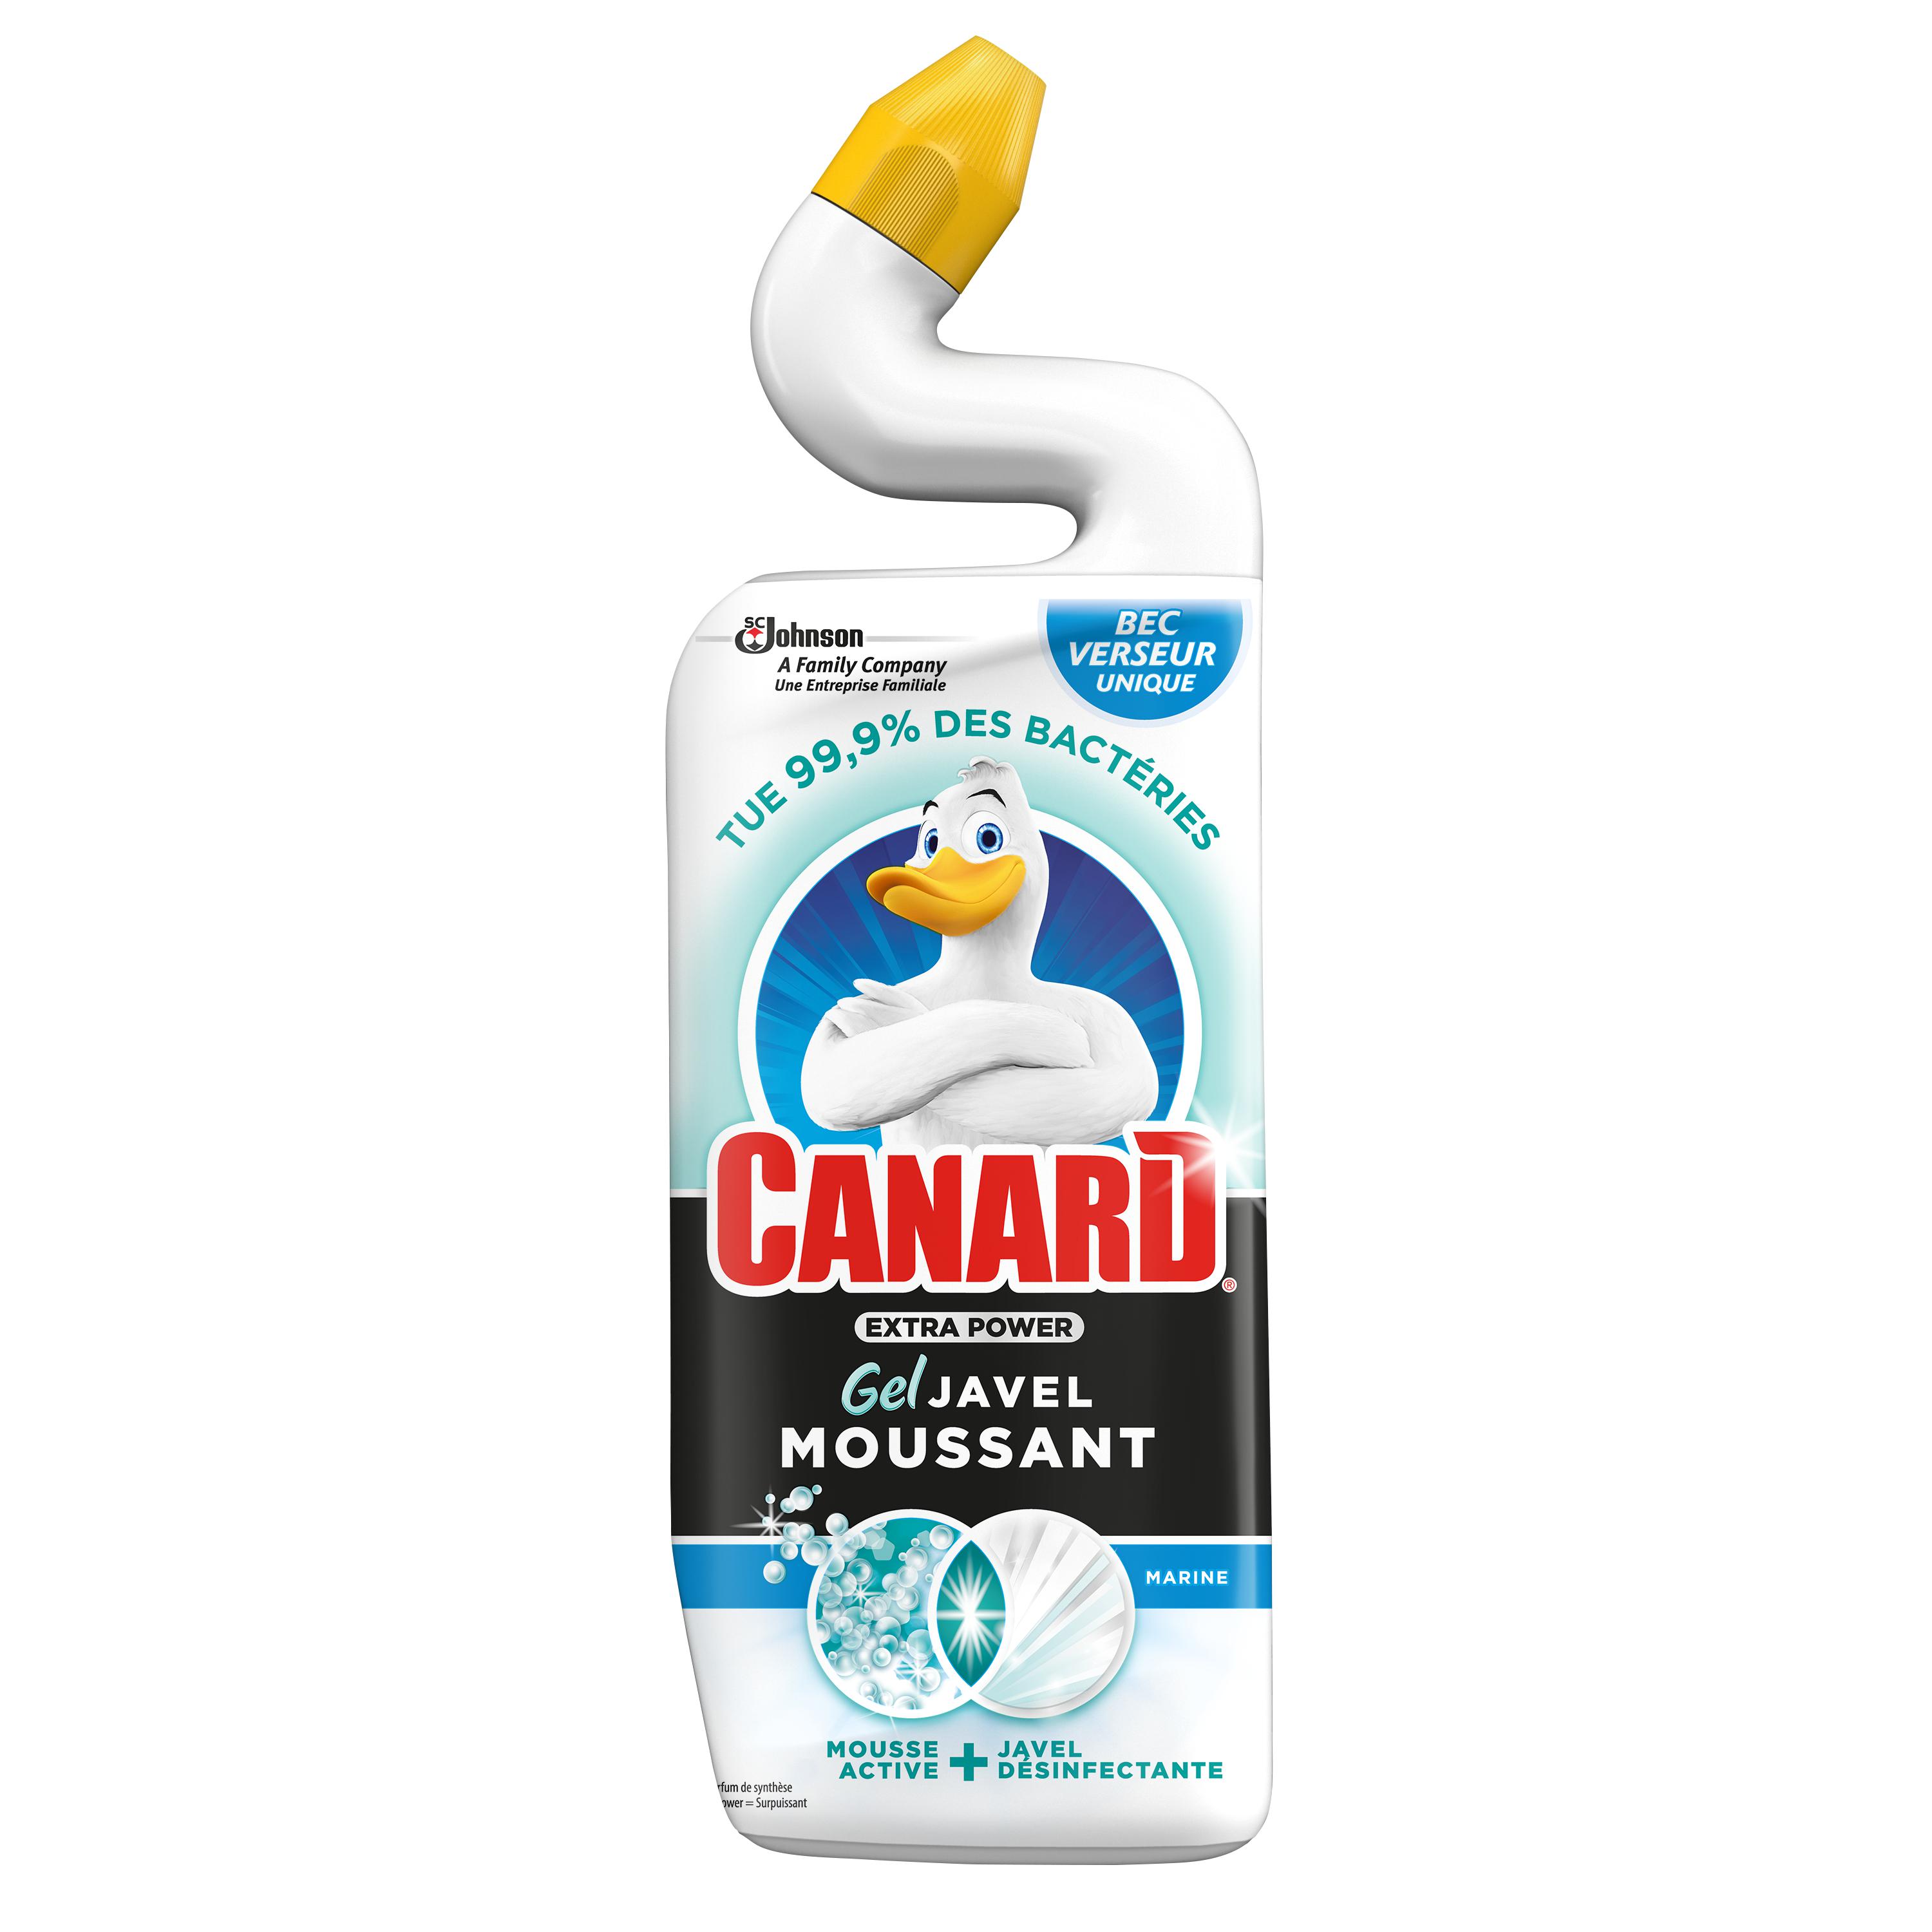 SC Johnson
A Family Company
Une Entreprise Familiale
BEC
VERSEUR
UNIQUE
TUE 99,9% DES BACTÉRIES
CANARD®
EXTRA POWER
Gel JAVEL
MOUSSANT
MARINE
MOUSSE
ACTIVE
+
JAVEL
DÉSINFECTANTE
de synthèse
= Surpuissant